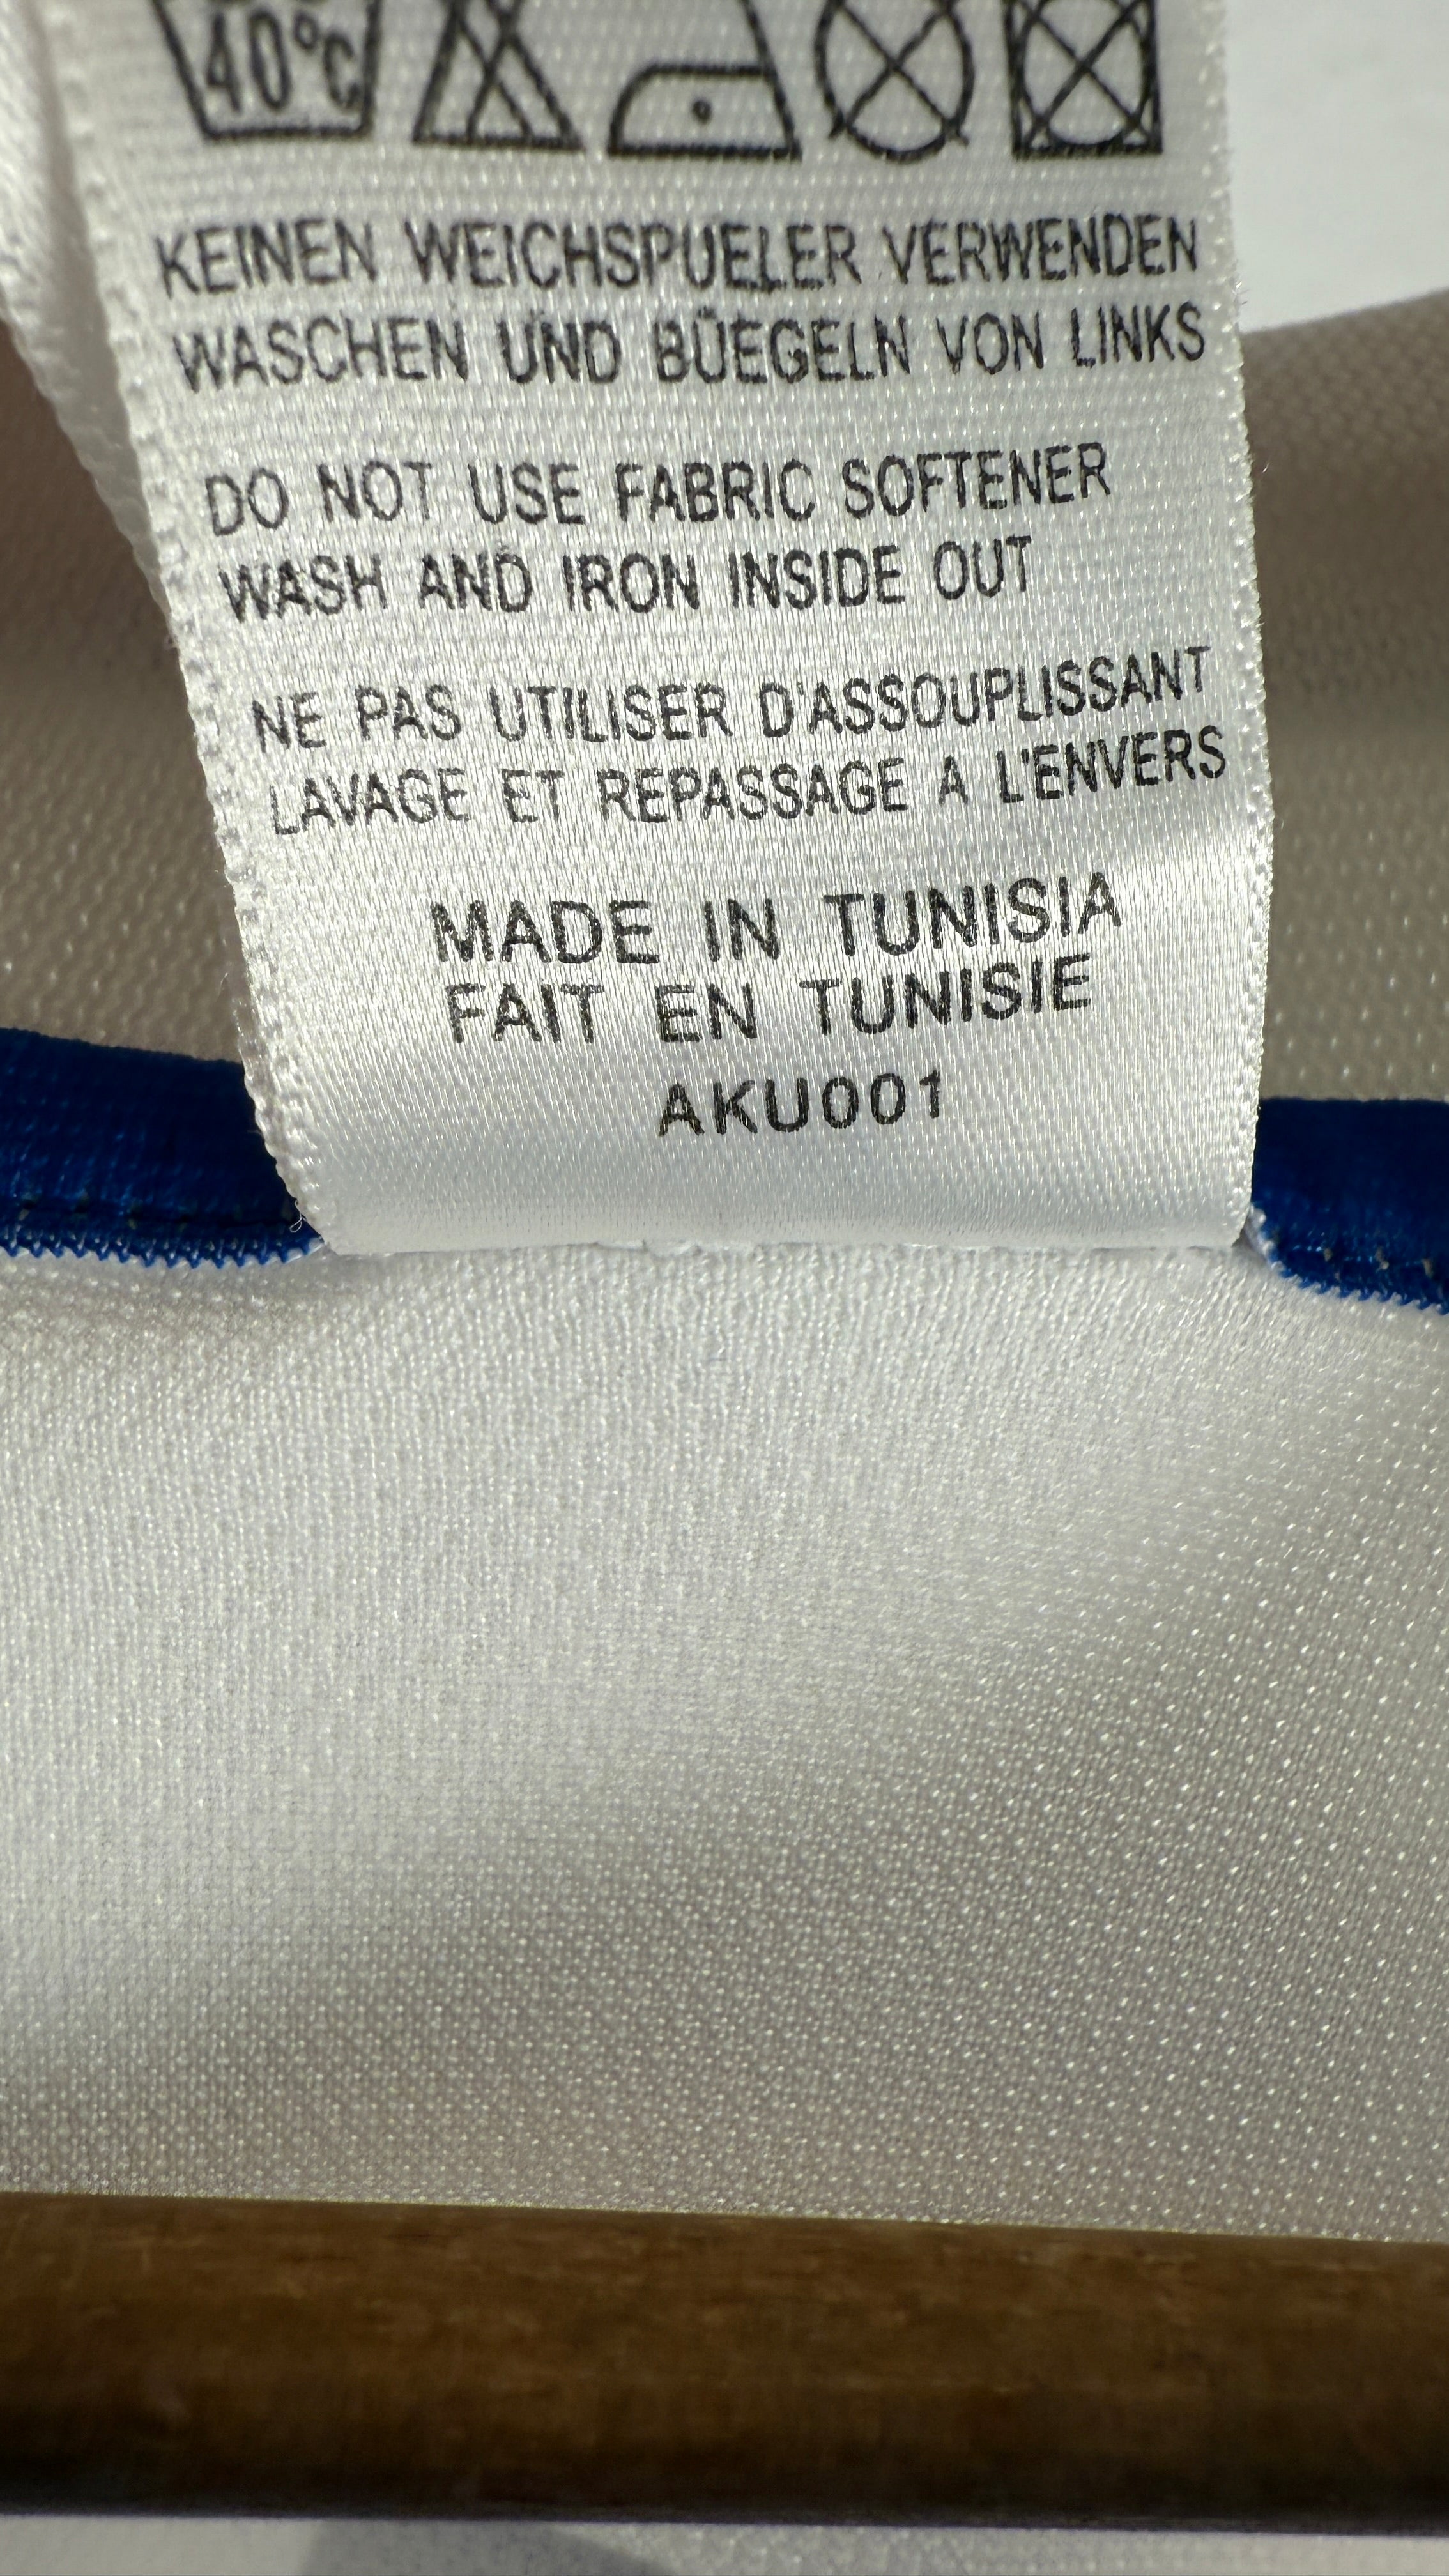 40°C
KEINEN WEICHSPUELER VERWENDEN
WASCHEN UND BÜEGELN VON LINKS
DO NOT USE FABRIC SOFTENER
WASH AND IRON INSIDE OUT
NE PAS UTILISER D'ASSOUPLISSANT
LAVAGE ET REPASSAGE A L'ENVERS
MADE IN TUNISIA
FAIT EN TUNISIE
AKU001